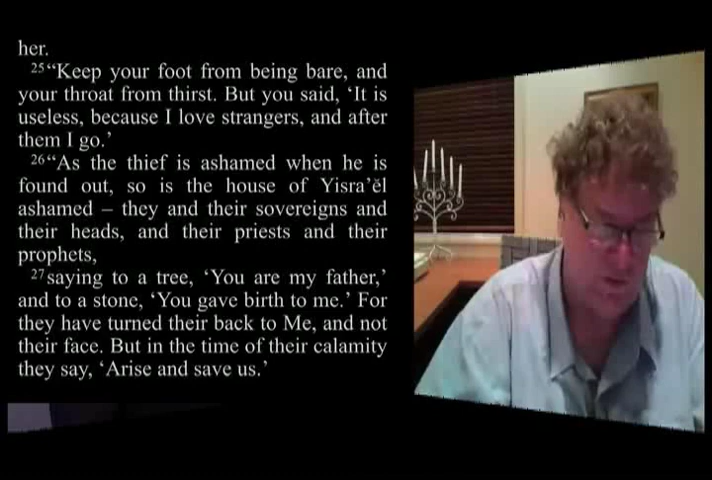 her.
25“Keep your foot from being bare, and
your throat from thirst. But you said, ‘It is
useless, because I love strangers, and after
them I go.’
26“As the thief is ashamed when he is
found out, so is the house of Yisra’ĕl
ashamed – they and their sovereigns and
their heads, and their priests and their
prophets,
27saying to a tree, ‘You are my father,’
and to a stone, ‘You gave birth to me.’ For
they have turned their back to Me, and not
their face. But in the time of their calamity
they say, ‘Arise and save us.’